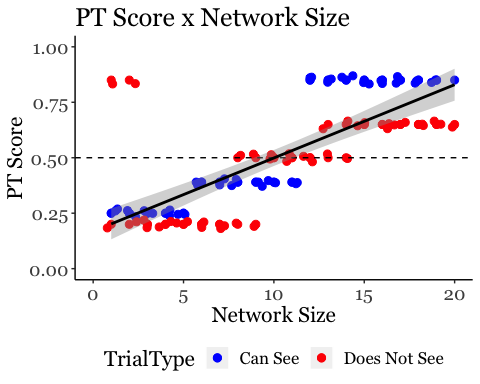 PT Score x Network Size
1.00
0.75
0.50
0.25
0.00
PT Score
0 5 10 15 20
Network Size
TrialType Can See Does Not See